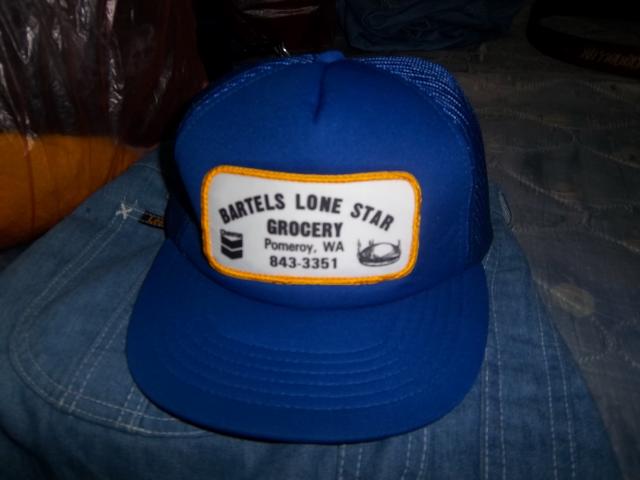 BARTELS LONE STAR
GROCERY
Pomeroy, WA
843-3351